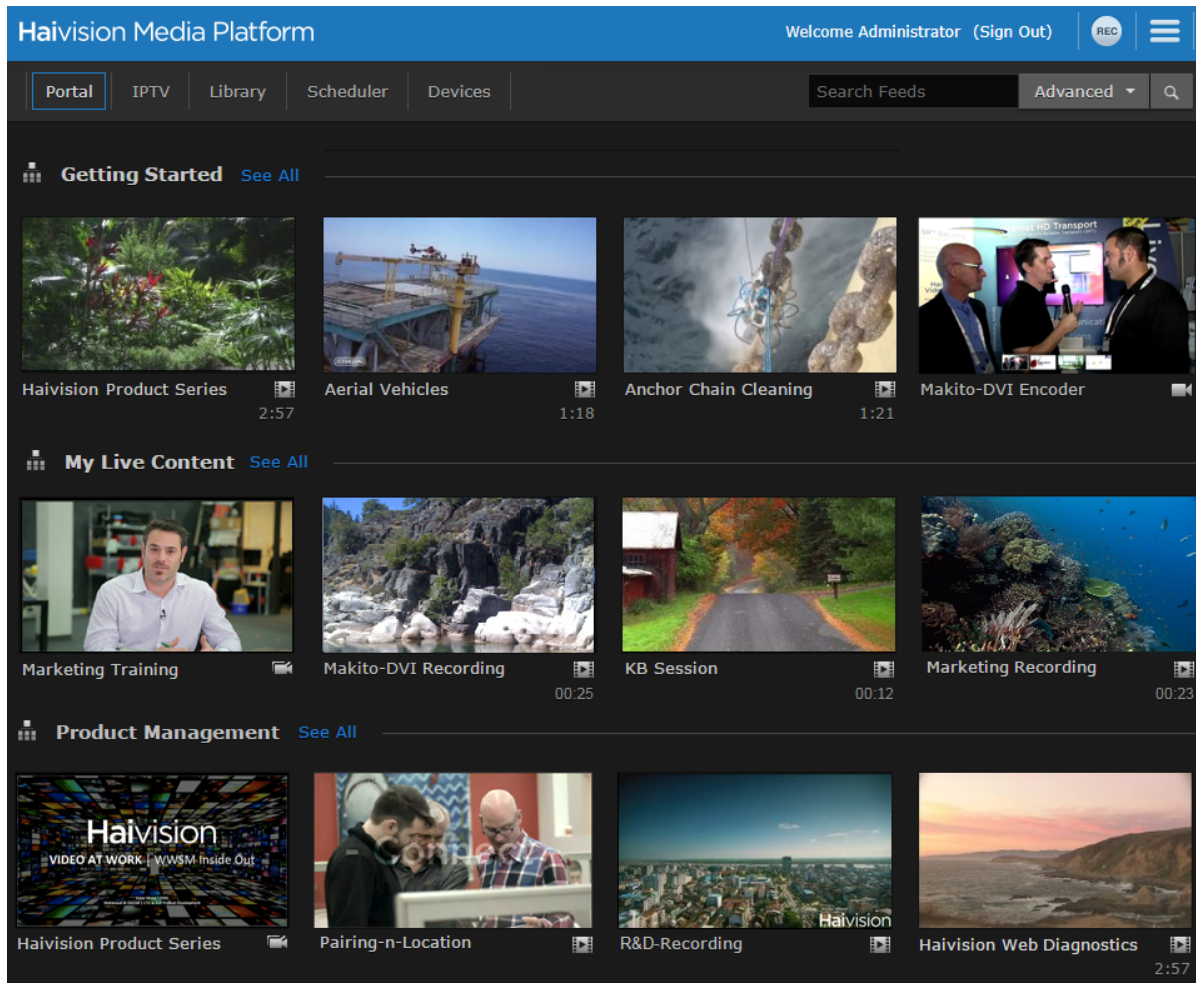 Haivision Media Platform
Welcome Administrator (Sign Out)
REC
Portal IPTV Library Scheduler Devices
Search Feeds Advanced
Getting Started See All
HD Transport
Haivision Product Series
2:57
Aerial Vehicles
1:18
Anchor Chain Cleaning
1:21
Makito-DVI Encoder
My Live Content See All
Marketing Training
Makito-DVI Recording
00:25
KB Session
00:12
Marketing Recording
00:23
Product Management See All
Haivision
VIDEO AT WORK | WWSM Inside Out
Connect
Haivision
Haivision Product Series
Pairing-n-Location
R&D-Recording
Haivision Web Diagnostics
2:57